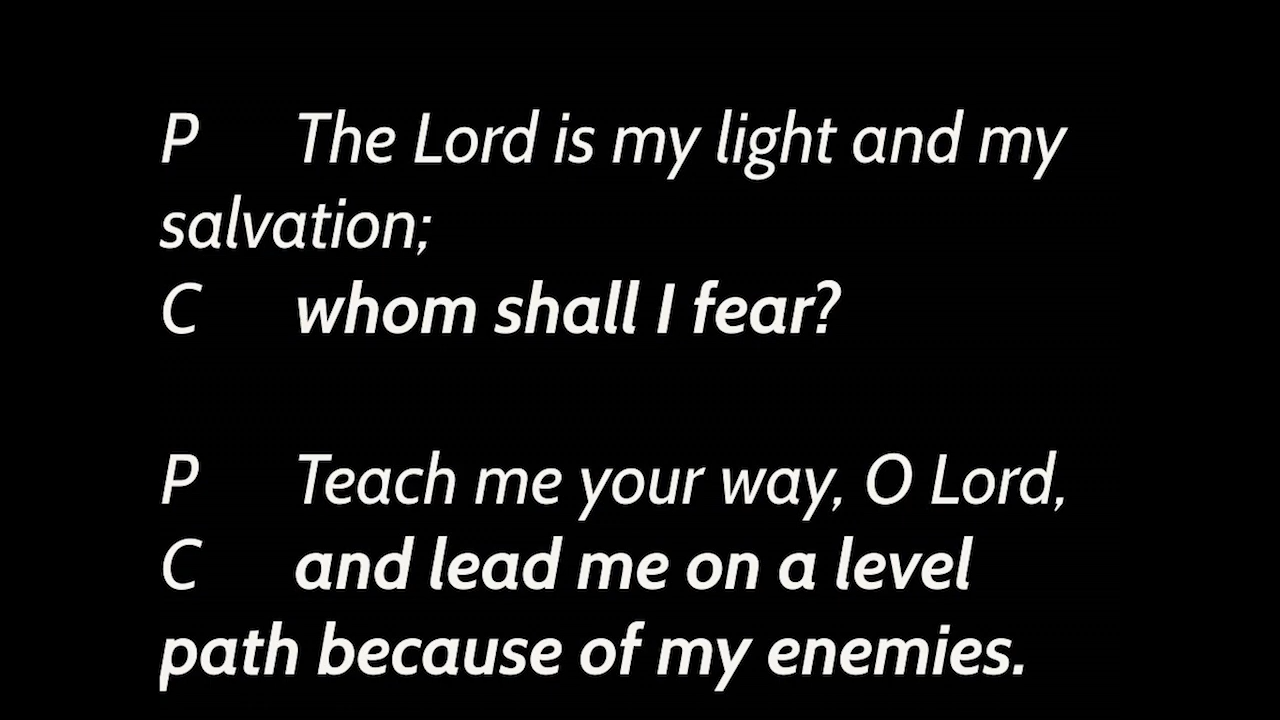 P The Lord is my light and my
salvation;
C whom shall I fear?
P Teach me your way, O Lord,
C and lead me on a level
path because of my enemies.